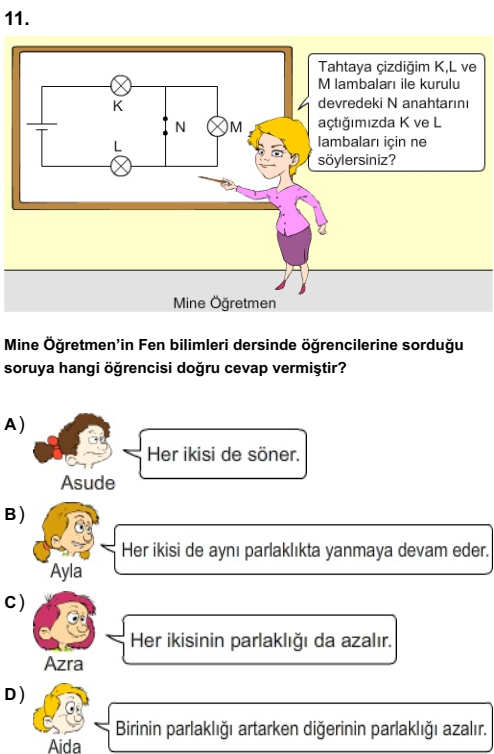 11.
Tahtaya çizdiğim K,L ve
M lambaları ile kurulu
devredeki N anahtarını
açtığımızda K ve L
lambaları için ne
söylersiniz?
K
N
M
L
Mine Öğretmen
Mine Öğretmen’in Fen bilimleri dersinde öğrencilerine sorduğu
soruya hangi öğrencisi doğru cevap vermiştir?
A)
Her ikisi de söner.
Asude
B)
Her ikisi de aynı parlaklıkta yanmaya devam eder.
Ayla
C)
Her ikisinin parlaklığı da azalır.
Azra
D)
Birinin parlaklığı artarken diğerinin parlaklığı azalır.
Aida